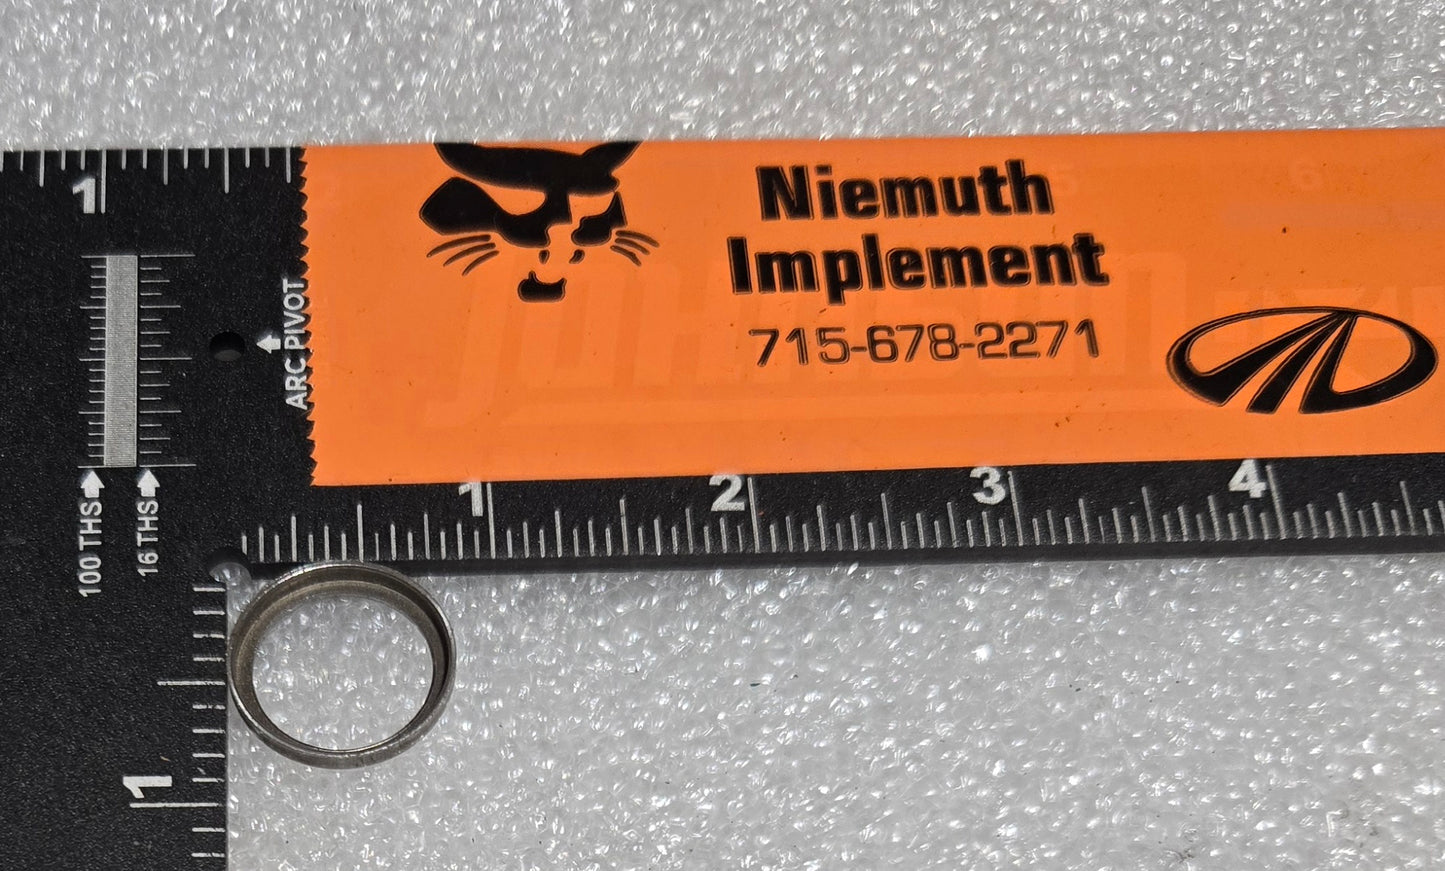 1
Niemuth
Implement
715-678-2271
ARC PIVOT
100 THS
16 THS
1 2 3 4
1